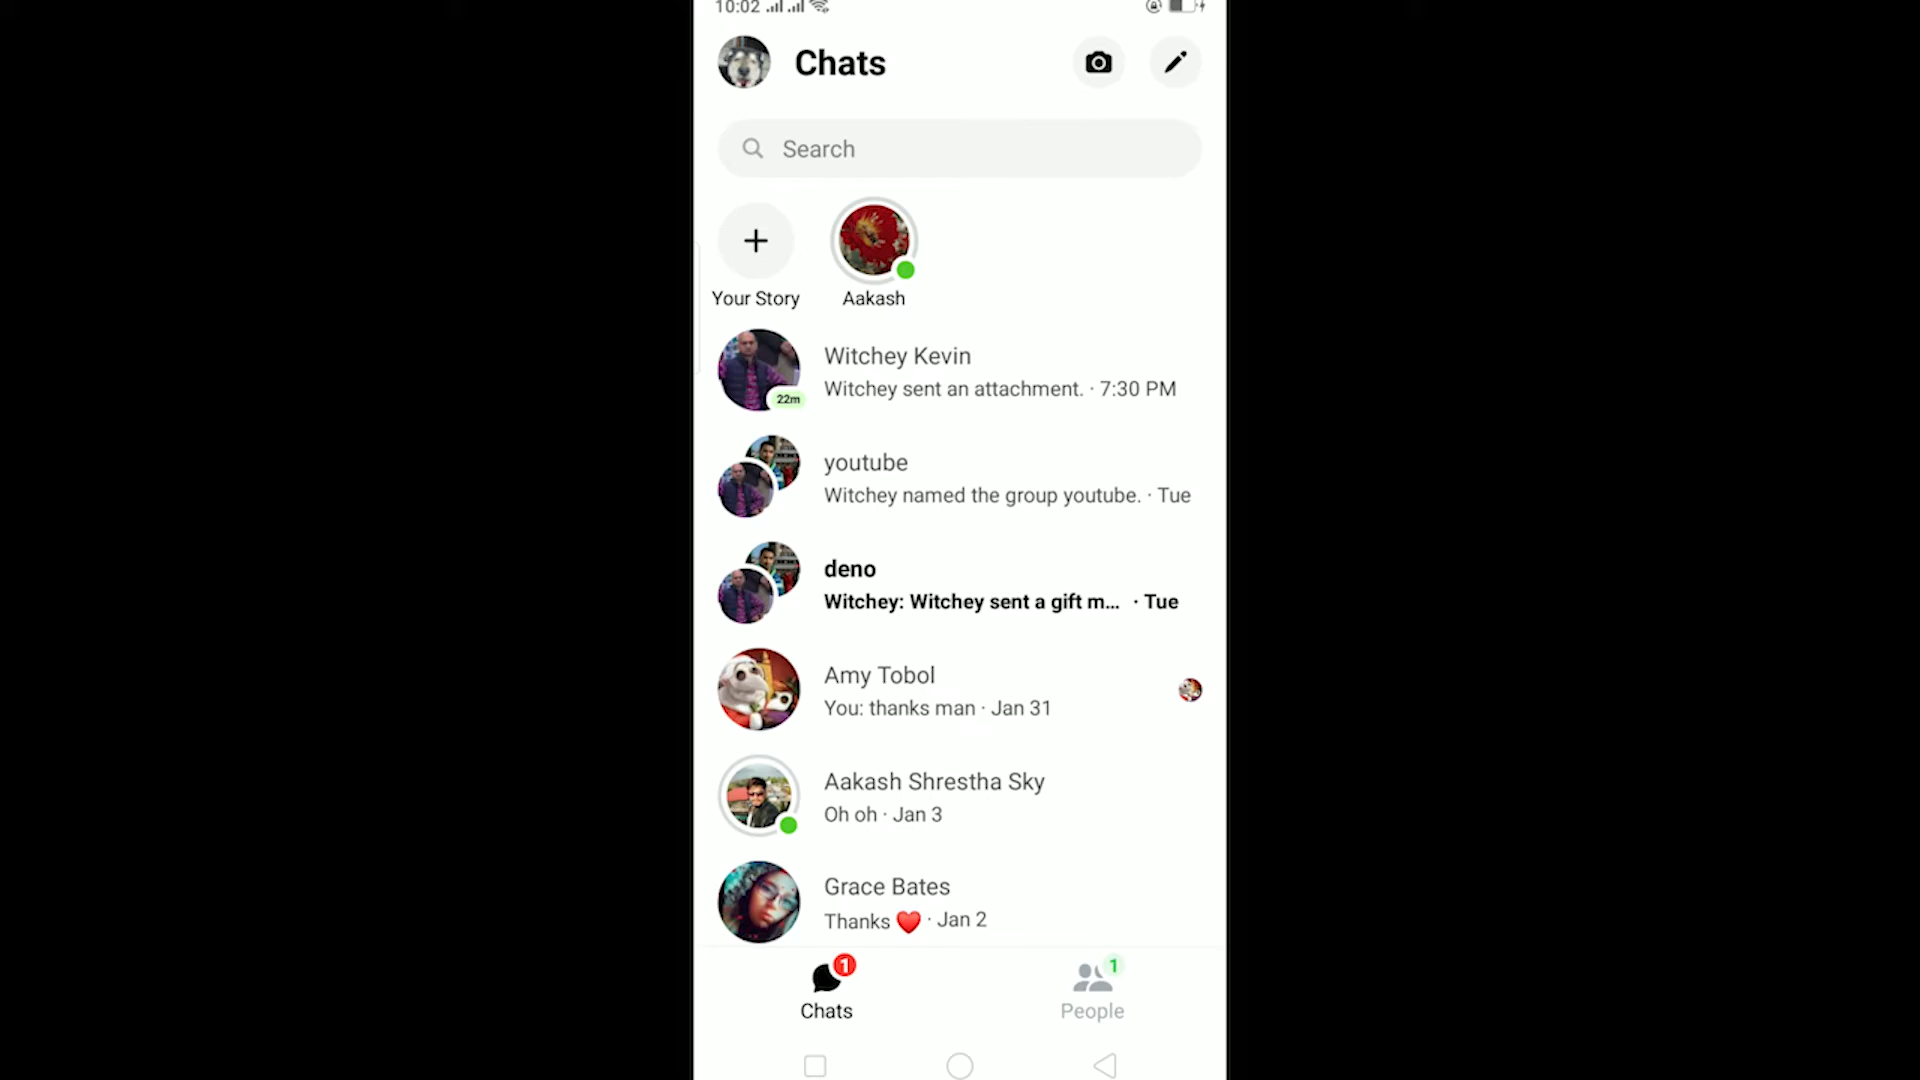 10:02
Chats
Search
Your Story
Aakash
Witchey Kevin
Witchey sent an attachment. · 7:30 PM
22m
youtube
Witchey named the group youtube. · Tue
deno
Witchey: Witchey sent a gift m... · Tue
Amy Tobol
You: thanks man · Jan 31
Aakash Shrestha Sky
Oh oh · Jan 3
Grace Bates
Thanks ❤️ · Jan 2
1
Chats
1
People